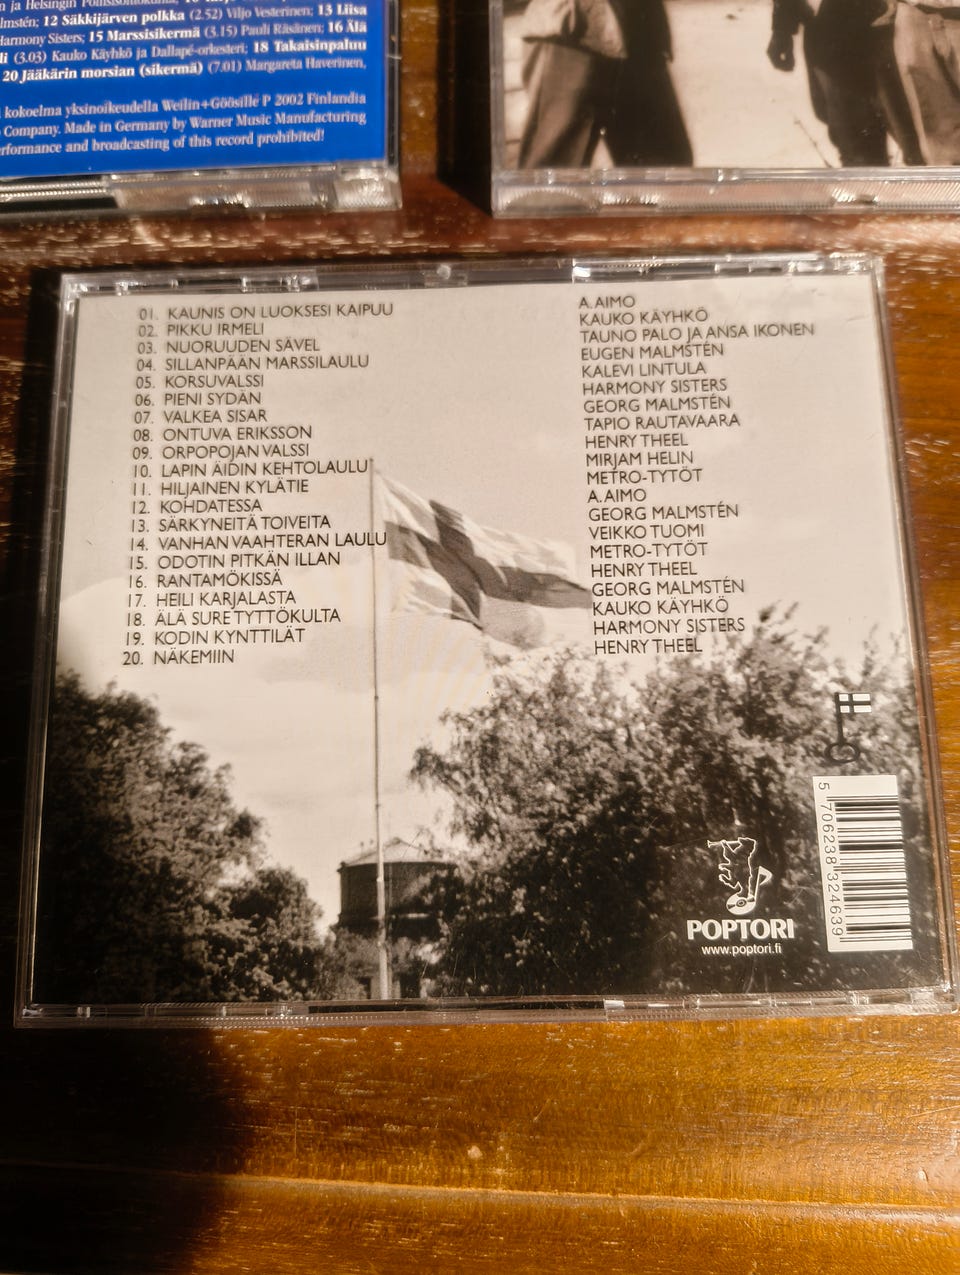 n ja Helsingin Poliisisoittokunta,
lmstén; 12 Säkkijärven polkka (2.52) Viljo Vesterinen; 13 Liisa
Harmony Sisters; 15 Marssisikermä (3.15) Pauli Räsänen; 16 Älä
li (3.03) Kauko Käyhkö ja Dallapé-orkesteri; 18 Takaisinpaluu
20 Jääkärin morsian (sikermä) (7.01) Margareta Haverinen,
kokoelma yksinoikeudella Weilin+Göösille P 2002 Finlandia
Company. Made in Germany by Warner Music Manufacturing
erformance and broadcasting of this record prohibited!
01. KAUNIS ON LUOKSESI KAIPUU
02. PIKKU IRMELI
03. NUORUUDEN SÄVEL
04. SILLANPÄÄN MARSSILAULU
05. KORSUVALSSI
06. PIENI SYDÄN
07. VALKEA SISAR
08. ONTUVA ERIKSSON
09. ORPOPOJAN VALSSI
10. LAPIN ÄIDIN KEHTOLAULU
11. HILJAINEN KYLÄTIE
12. KOHDATESSA
13. SÄRKYNEITÄ TOIVEITA
14. VANHAN VAAHTERAN LAULU
15. ODOTIN PITKÄN ILLAN
16. RANTAMÖKISSÄ
17. HEILI KARJALASTA
18. ÄLÄ SURE TYTTÖKULTA
19. KODIN KYNTTILÄT
20. NÄKEMIIN
A. AIMO
KAUKO KÄYHKÖ
TAUNO PALO JA ANSA IKONEN
EUGEN MALMSTÉN
KALEVI LINTULA
HARMONY SISTERS
GEORG MALMSTÉN
TAPIO RAUTAVAARA
HENRY THEEL
MIRJAM HELIN
METRO-TYTÖT
A. AIMO
GEORG MALMSTÉN
VEIKKO TUOMI
METRO-TYTÖT
HENRY THEEL
GEORG MALMSTÉN
KAUKO KÄYHKÖ
HARMONY SISTERS
HENRY THEEL
POPTORI
www.poptori.fi
5 706238 324639